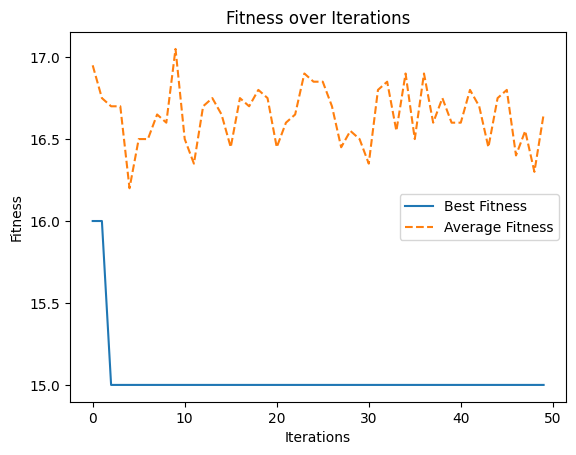 Fitness over Iterations
17.0
16.5
16.0
15.5
15.0
Fitness
Best Fitness
Average Fitness
0
10
20
30
40
50
Iterations